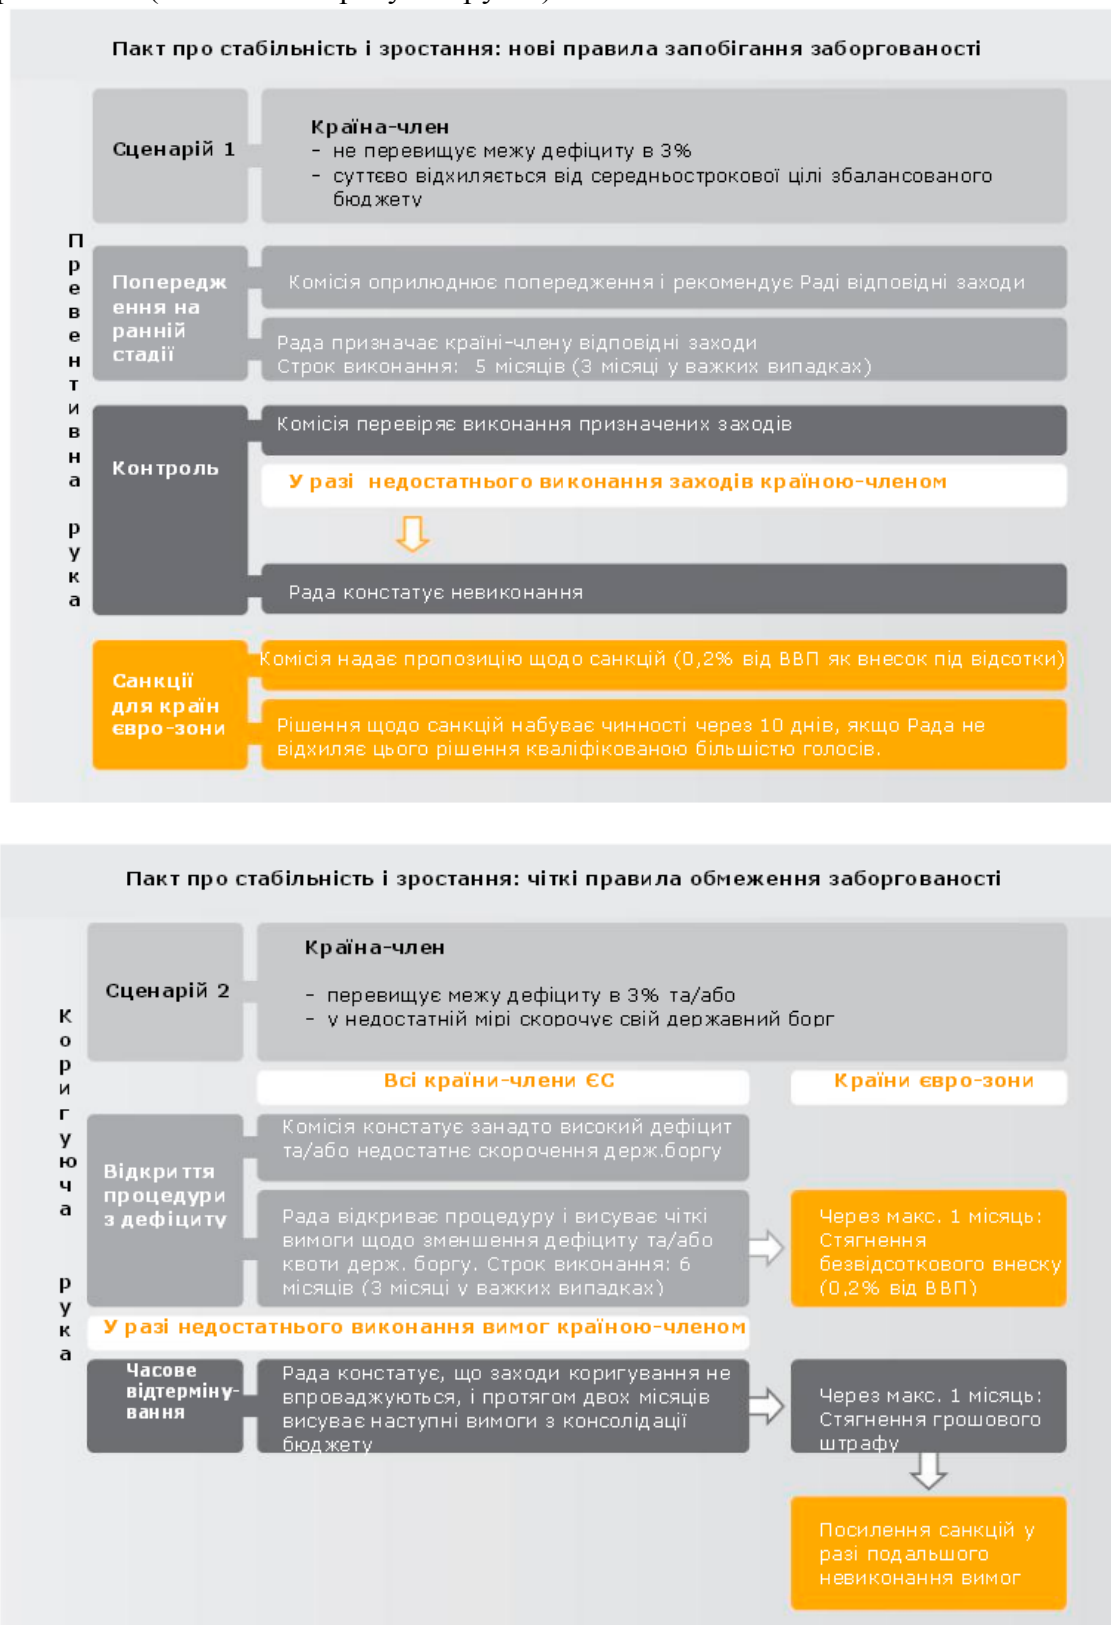 Пакт про стабільність і зростання: нові правила запобігання заборгованості
Превентивна рука
Сценарій 1
Країна-член
- не перевищує межу дефіциту в 3%
- суттєво відхиляється від середньострокової цілі збалансованого
бюджету
Попередж
ення на
ранній
стадії
Комісія оприлюднює попередження і рекомендує Раді відповідні заходи
Рада призначає країні-члену відповідні заходи
Строк виконання: 5 місяців (3 місяці у важких випадках)
Контроль
Комісія перевіряє виконання призначених заходів
У разі недостатнього виконання заходів країною-членом
Рада констатує невиконання
Санкції
для країн
євро-зони
Комісія надає пропозицію щодо санкцій (0,2% від ВВП як внесок під відсотки)
Рішення щодо санкцій набуває чинності через 10 днів, якщо Рада не
відхиляє цього рішення кваліфікованою більшістю голосів.
Пакт про стабільність і зростання: чіткі правила обмеження заборгованості
Коригуюча рука
Сценарій 2
Країна-член
- перевищує межу дефіциту в 3% та/або
- у недостатній мірі скорочує свій державний борг
Всі країни-члени ЄС
Країни євро-зони
Відкриття
процедури
з дефіциту
Комісія констатує занадто високий дефіцит
та/або недостатнє скорочення держ.боргу
Рада відкриває процедуру і висуває чіткі
вимоги щодо зменшення дефіциту та/або
квоти держ. боргу. Строк виконання: 6
місяців (3 місяці у важких випадках)
Через макс. 1 місяць:
Стягнення
безвідсоткового внеску
(0,2% від ВВП)
У разі недостатнього виконання вимог країною-членом
Часове
відтерміну-
вання
Рада констатує, що заходи коригування не
впроваджуються, і протягом двох місяців
висуває наступні вимоги з консолідації
бюджету
Через макс. 1 місяць:
Стягнення грошового
штрафу
Посилення санкцій у
разі подальшого
невиконання вимог